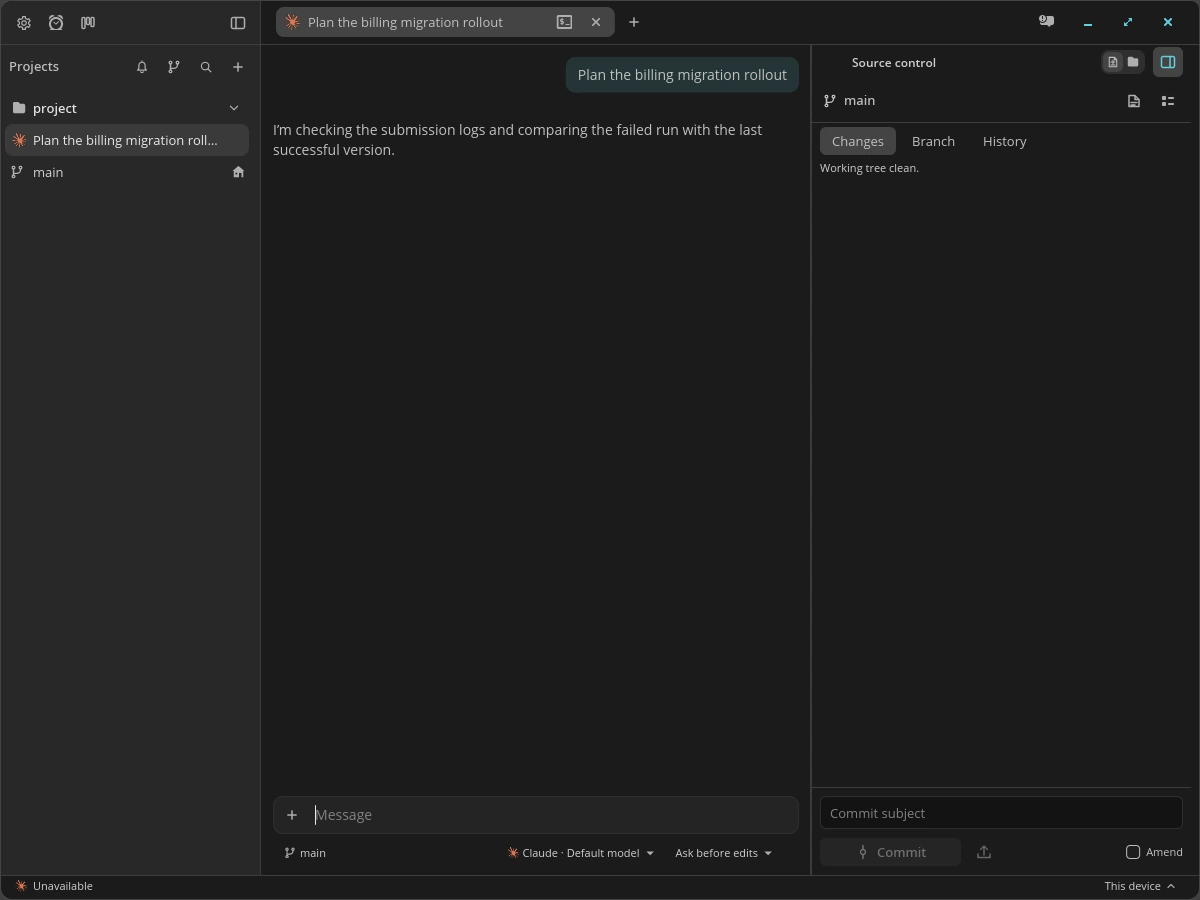 Plan the billing migration rollout
Projects
project
Plan the billing migration roll...
main
Plan the billing migration rollout
I'm checking the submission logs and comparing the failed run with the last
successful version.
Message
main
Claude · Default model
Ask before edits
Source control
main
Changes
Branch
History
Working tree clean.
Commit subject
Commit
Amend
Unavailable
This device